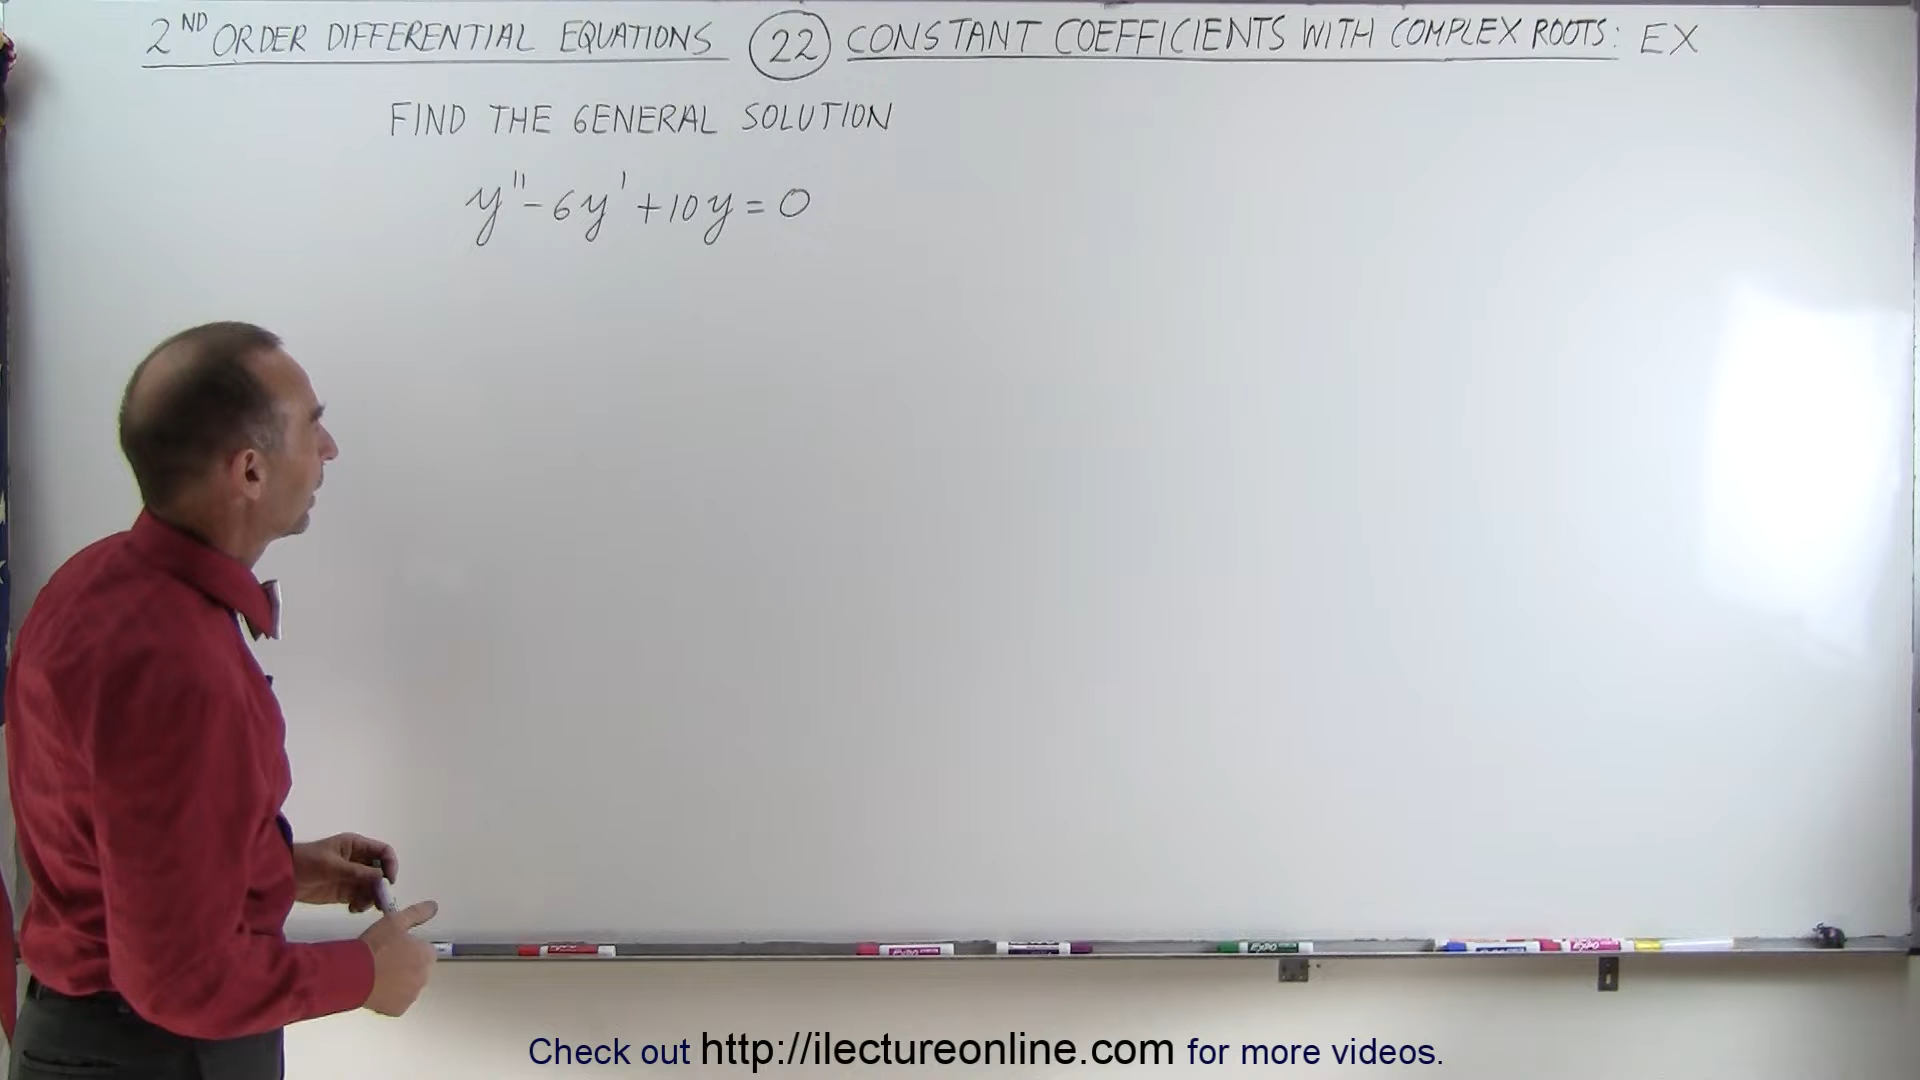 2ND ORDER DIFFERENTIAL EQUATIONS 22 CONSTANT COEFFICIENTS WITH COMPLEX ROOTS: EX
FIND THE GENERAL SOLUTION
y'' - 6y' + 10y = 0
Check out http://ilectureonline.com for more videos.